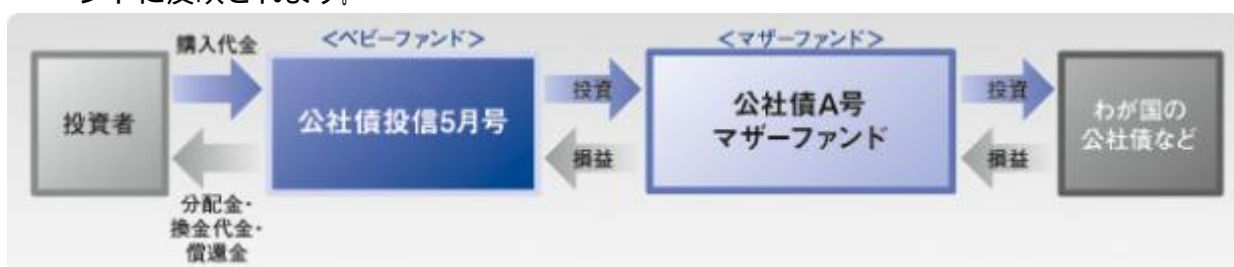 購入代金
<ベビーファンド>
<マザーファンド>
投資者
公社債投信5月号
投資
損益
公社債A号
マザーファンド
投資
損益
わが国の
公社債など
分配金・
換金代金・
償還金